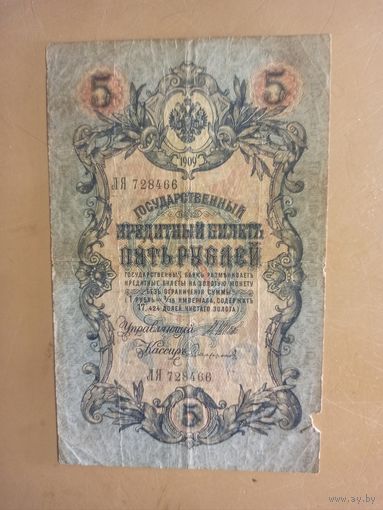 5 5
1909
ЛЯ 728466
ГОСУДАРСТВЕННЫЙ
КРЕДИТНЫЙ БИЛЕТЪ
ПЯТЬ РУБЛЕЙ
ГОСУДАРСТВЕННЫЙ БАНКЪ РАЗМѢНИВАЕТЪ
КРЕДИТНЫЕ БИЛЕТЫ НА ЗОЛОТУЮ МОНЕТУ
БЕЗЪ ОГРАНИЧЕНІЯ СУММЫ
(1 РУБЛЬ = 1/15 ИМПЕРІАЛА, СОДЕРЖИТЪ
17,424 ДОЛЕЙ ЧИСТАГО ЗОЛОТА)
Управляющій
Кассиръ
ЛЯ 728466
5
www.ay.by